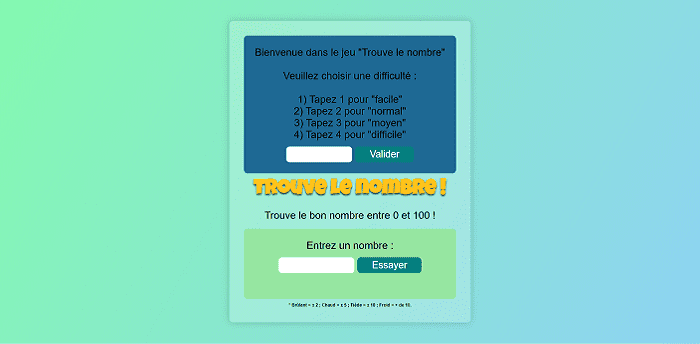 Bienvenue dans le jeu "Trouve le nombre"
Veuillez choisir une difficulté :
1) Tapez 1 pour "facile"
2) Tapez 2 pour "normal"
3) Tapez 3 pour "moyen"
4) Tapez 4 pour "difficile"
Valider
Trouve le nombre !
Trouve le bon nombre entre 0 et 100 !
Entrez un nombre :
Essayer
* Brûlant = ± 2 ; Chaud = ± 5 ; Tiède = ± 10 ; Froid = + de 10.